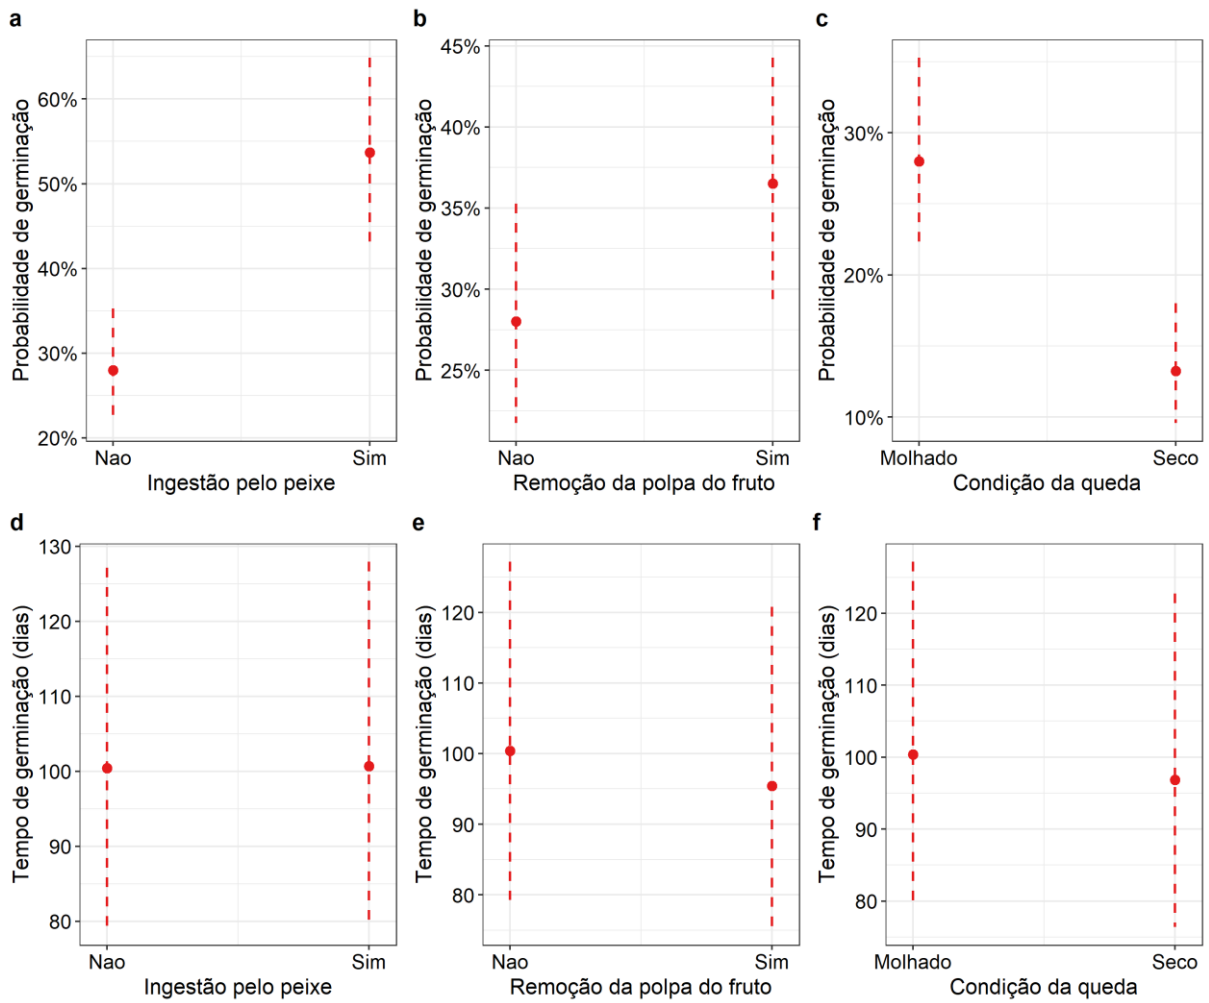 a
Probabilidade de germinação
60%
50%
40%
30%
20%
Nao
Sim
Ingestão pelo peixe
b
Probabilidade de germinação
45%
40%
35%
30%
25%
Nao
Sim
Remoção da polpa do fruto
c
Probabilidade de germinação
30%
20%
10%
Molhado
Seco
Condição da queda
d
Tempo de germinação (dias)
130
120
110
100
90
80
Nao
Sim
Ingestão pelo peixe
e
Tempo de germinação (dias)
120
110
100
90
80
Nao
Sim
Remoção da polpa do fruto
f
Tempo de germinação (dias)
120
110
100
90
80
Molhado
Seco
Condição da queda